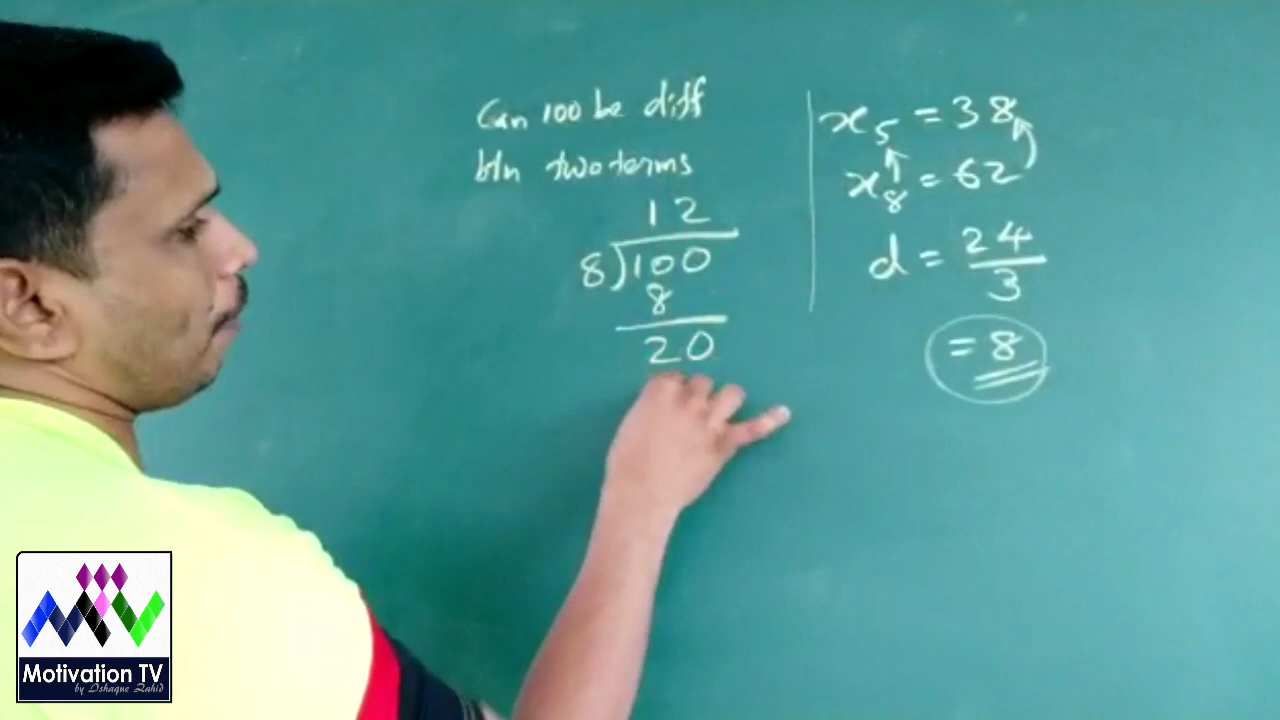 Can 100 be diff
btn two terms
12
8)100
8
20
x₅ = 38
x₈ = 62
d = 24/3
= 8
Motivation TV
by Ishaque Zahid